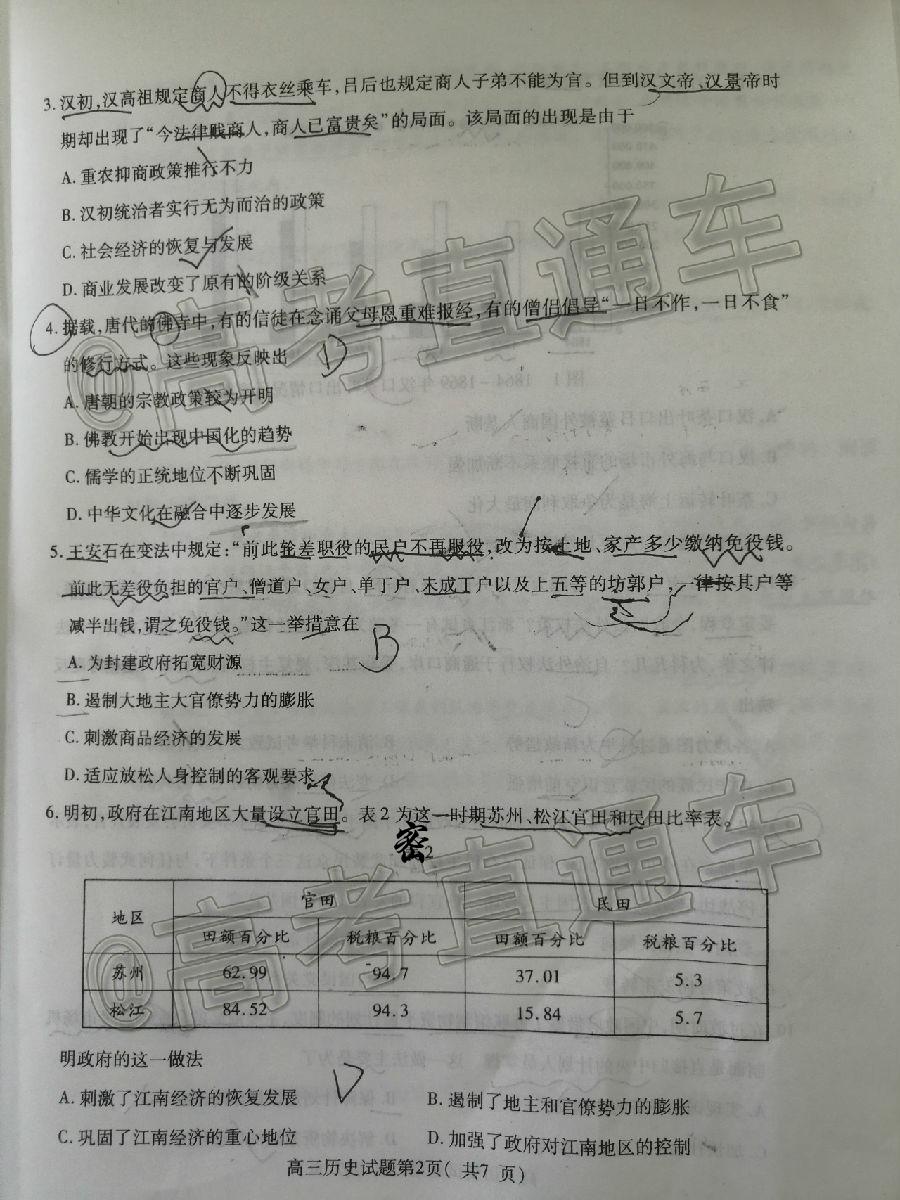 3.汉初,汉高祖规定商人不得衣丝乘车,吕后也规定商人子弟不能为官。但到汉文帝、汉景帝时
期却出现了“今法律贱商人,商人已富贵矣”的局面。该局面的出现是由于
A.重农抑商政策推行不力
B.汉初统治者实行无为而治的政策
C.社会经济的恢复与发展
D.商业发展改变了原有的阶级关系
4.据载,唐代的佛寺中,有的信徒在念诵父母恩重难报经,有的僧侣倡导“一日不作,一日不食”
的修行方式。这些现象反映出
D
A.唐朝的宗教政策较为开明
B.佛教开始出现中国化的趋势
C.儒学的正统地位不断巩固
D.中华文化在融合中逐步发展
5.王安石在变法中规定:“前此轮差职役的民户不再服役,改为按土地、家产多少缴纳免役钱。
前此无差役负担的官户、僧道户、女户、单丁户、未成丁户以及上五等的坊郭户,一律按其户等
减半出钱,谓之免役钱。”这一举措意在
B
A.为封建政府拓宽财源
B.遏制大地主大官僚势力的膨胀
C.刺激商品经济的发展
D.适应放松人身控制的客观要求
6.明初,政府在江南地区大量设立官田。表2为这一时期苏州、松江官田和民田比率表。
密2
地区 官田 民田
田额百分比 税粮百分比 田额百分比 税粮百分比
苏州 62.99 94.7 37.01 5.3
松江 84.52 94.3 15.84 5.7
明政府的这一做法
D
A.刺激了江南经济的恢复发展 B.遏制了地主和官僚势力的膨胀
C.巩固了江南经济的重心地位 D.加强了政府对江南地区的控制
高三历史试题第2页(共7页)
@高考直通车
@高考直通车